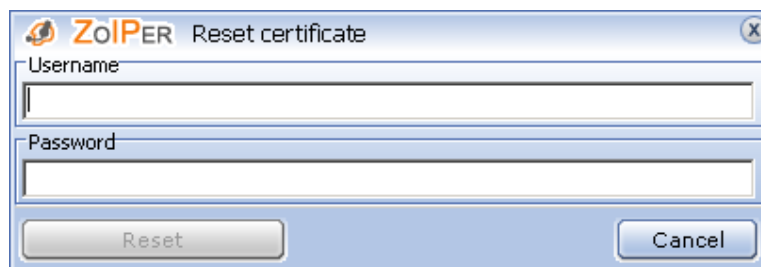 ZoIPER Reset certificate
Username
Password
Reset
Cancel